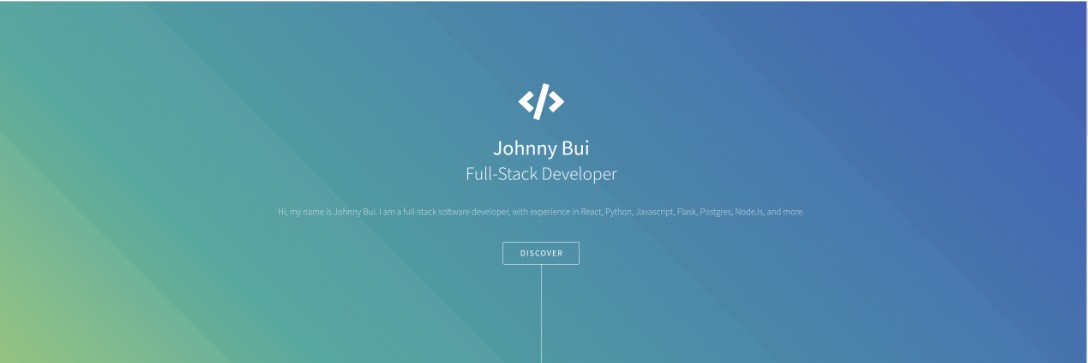 </>
Johnny Bui
Full-Stack Developer
Hi, my name is Johnny Bui. I am a full-stack software developer, with experience in React, Python, Javascript, Flask, Postgres, NodeJs, and more.
DISCOVER